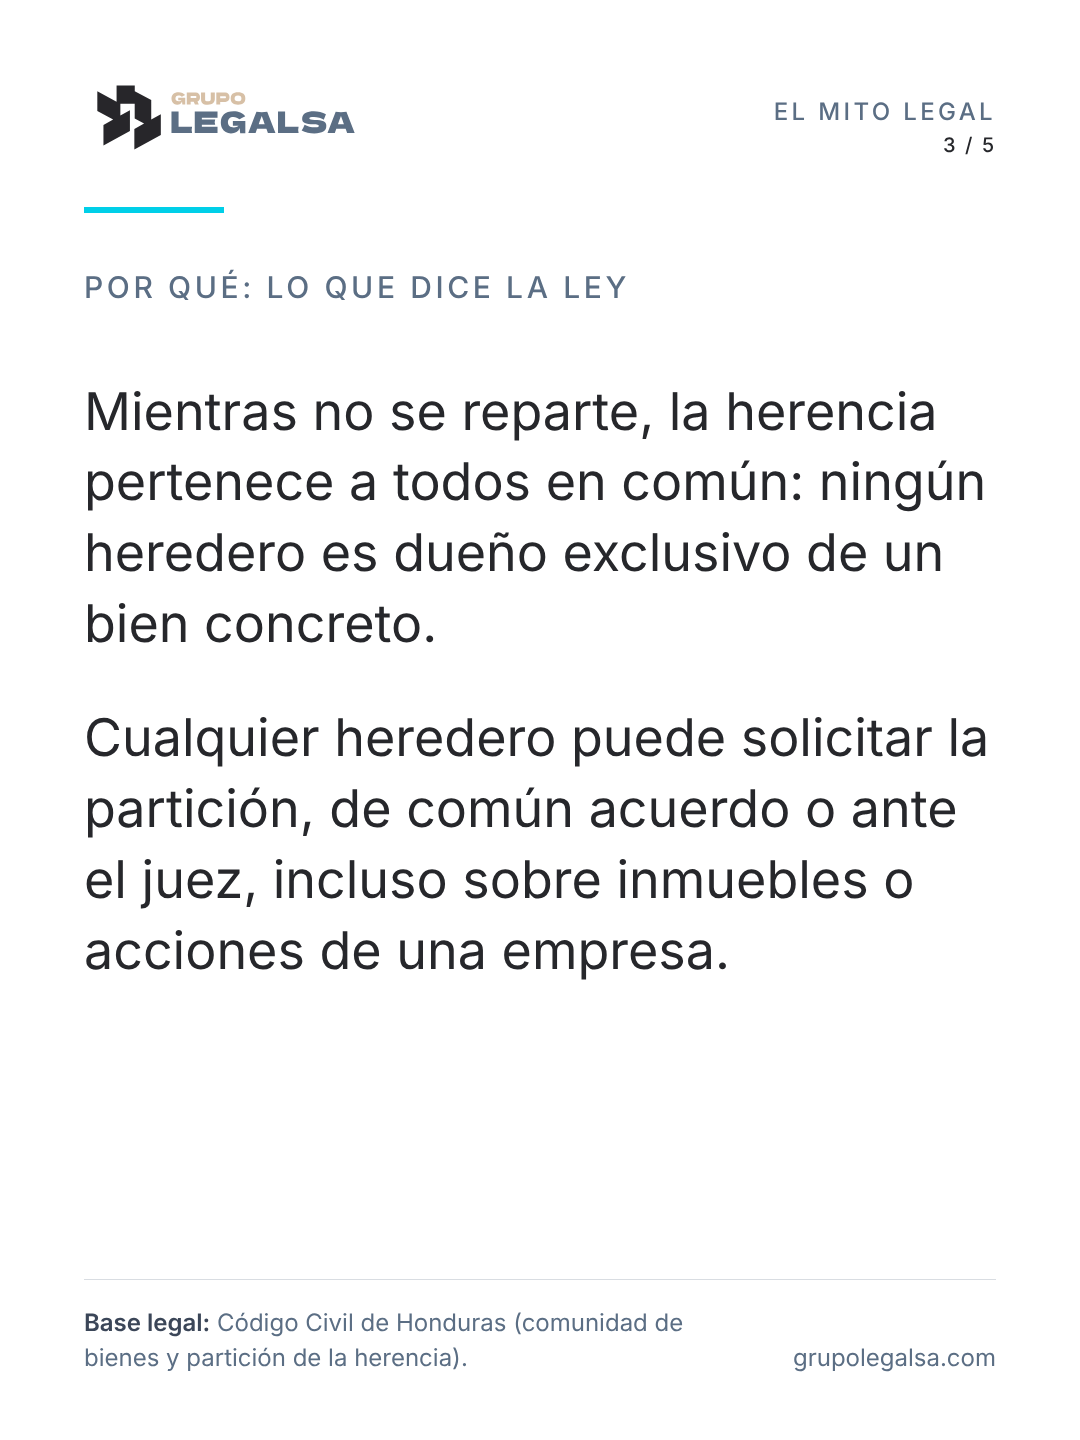 GRUPO
LEGALSA
EL MITO LEGAL
3 / 5
POR QUÉ: LO QUE DICE LA LEY
Mientras no se reparte, la herencia
pertenece a todos en común: ningún
heredero es dueño exclusivo de un
bien concreto.
Cualquier heredero puede solicitar la
partición, de común acuerdo o ante
el juez, incluso sobre inmuebles o
acciones de una empresa.
Base legal: Código Civil de Honduras (comunidad de
bienes y partición de la herencia).
grupolegalsa.com